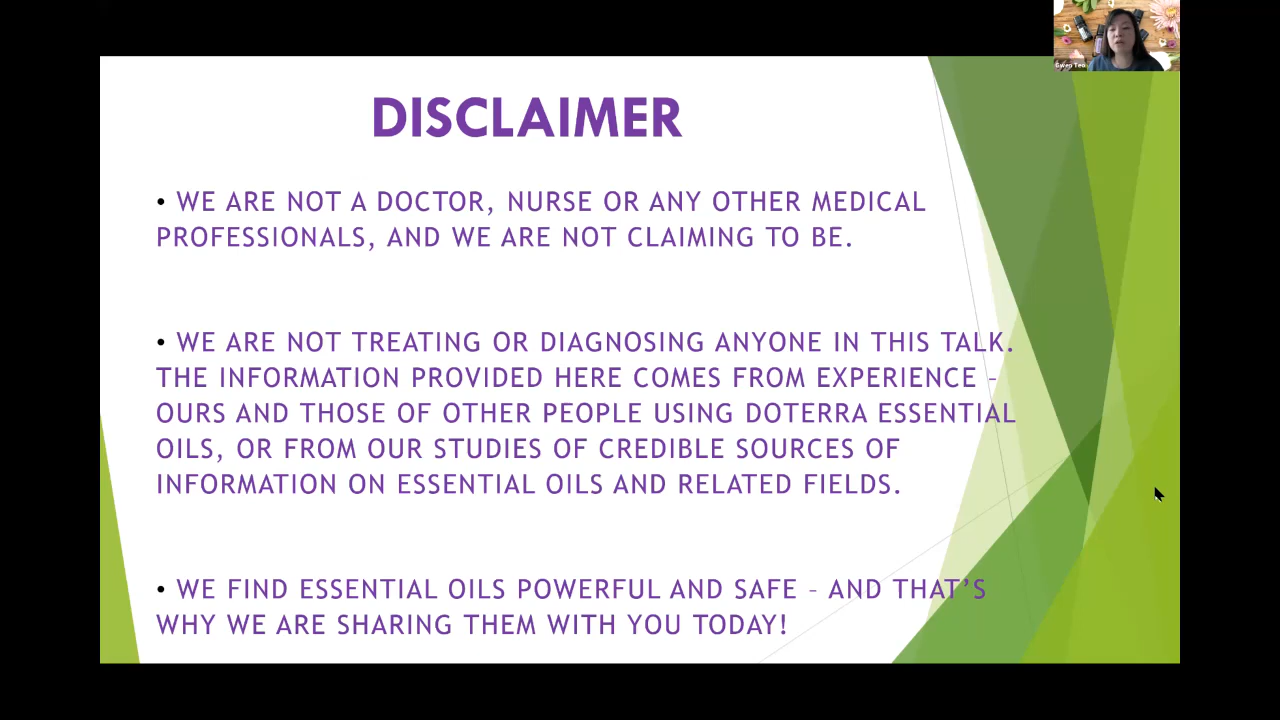 DISCLAIMER
• WE ARE NOT A DOCTOR, NURSE OR ANY OTHER MEDICAL
PROFESSIONALS, AND WE ARE NOT CLAIMING TO BE.
• WE ARE NOT TREATING OR DIAGNOSING ANYONE IN THIS TALK.
THE INFORMATION PROVIDED HERE COMES FROM EXPERIENCE –
OURS AND THOSE OF OTHER PEOPLE USING DOTERRA ESSENTIAL
OILS, OR FROM OUR STUDIES OF CREDIBLE SOURCES OF
INFORMATION ON ESSENTIAL OILS AND RELATED FIELDS.
• WE FIND ESSENTIAL OILS POWERFUL AND SAFE – AND THAT'S
WHY WE ARE SHARING THEM WITH YOU TODAY!
Gwen Teo